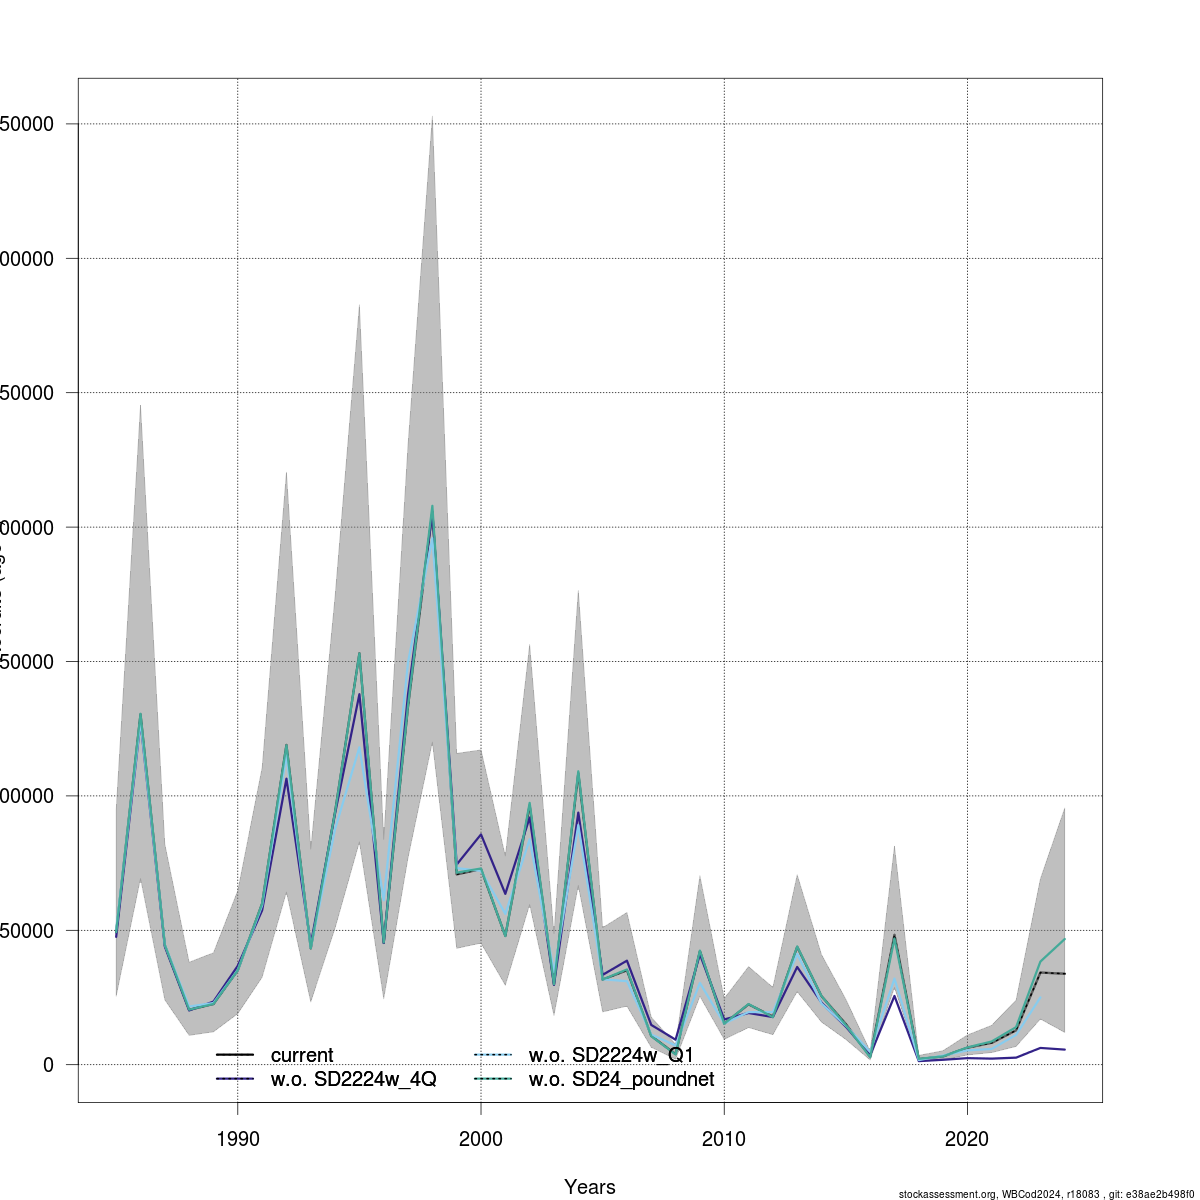 50000
00000
50000
00000
50000
00000
50000
0
1990
2000
2010
2020
Years
current
w.o. SD2224w_4Q
w.o. SD2224w_Q1
w.o. SD24_poundnet
stockassessment.org, WBCod2024, r18083 , git: e38ae2b498f0